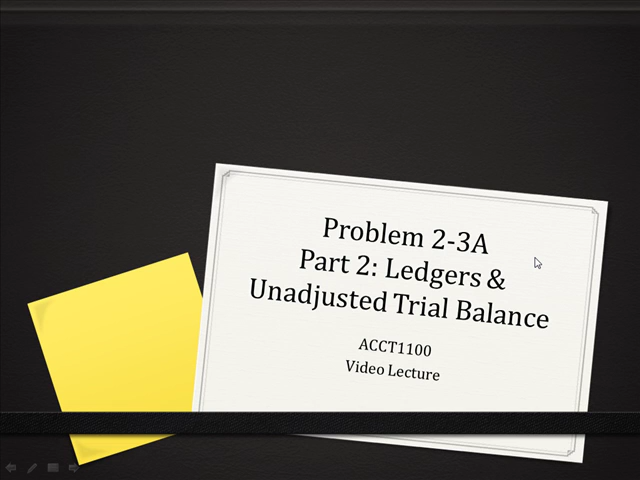 Problem 2-3A
Part 2: Ledgers &
Unadjusted Trial Balance
ACCT1100
Video Lecture